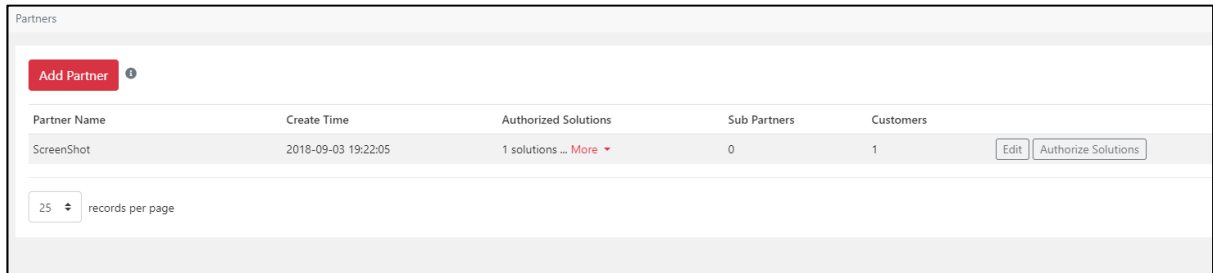 Partners
Add Partner
Partner Name Create Time Authorized Solutions Sub Partners Customers
ScreenShot 2018-09-03 19:22:05 1 solutions ... More 0 1 Edit Authorize Solutions
25 records per page